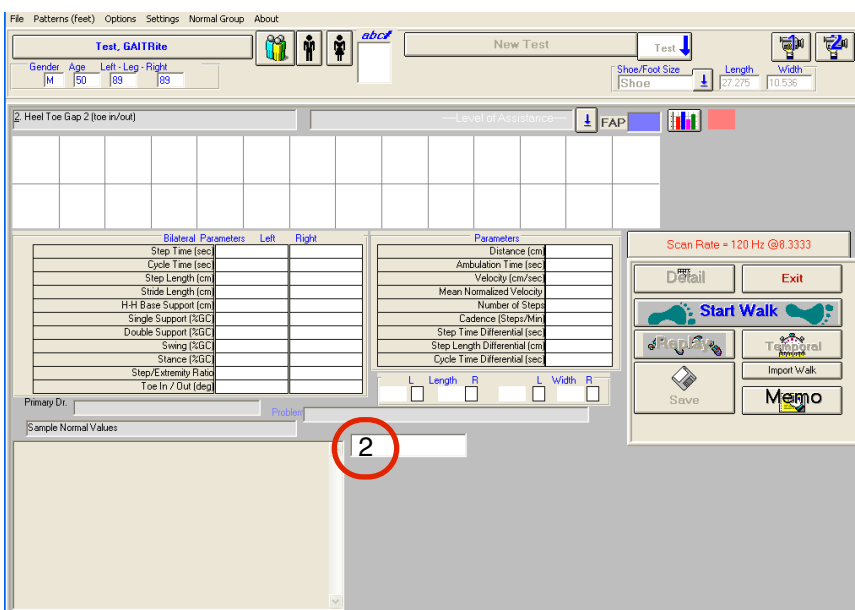 File Patterns (feet) Options Settings Normal Group About
Test, GAITRite
abc#
New Test
Test
Gender Age Left - Leg - Right
M 50 89 89
Shoe/Foot Size Length Width
Shoe 27.275 10.536
2. Heel Toe Gap 2 (toe in/out)
---Level of Assistance---
FAP
Bilateral Parameters Left Right
Step Time (sec)
Cycle Time (sec)
Step Length (cm)
Stride Length (cm)
H-H Base Support (cm)
Single Support (%GC)
Double Support (%GC)
Swing (%GC)
Stance (%GC)
Step/Extremity Ratio
Toe In / Out (deg)
Parameters
Distance (cm)
Ambulation Time (sec)
Velocity (cm/sec)
Mean Normalized Velocity
Number of Steps
Cadence (Steps/Min)
Step Time Differential (sec)
Step Length Differential (cm)
Cycle Time Differential (sec)
L Length R L Width R
Scan Rate = 120 Hz @8.3333
Detail Exit
Start Walk
Replay Temporal
Import Walk
Save Memo
Primary Dr.
Problem
Sample Normal Values
2